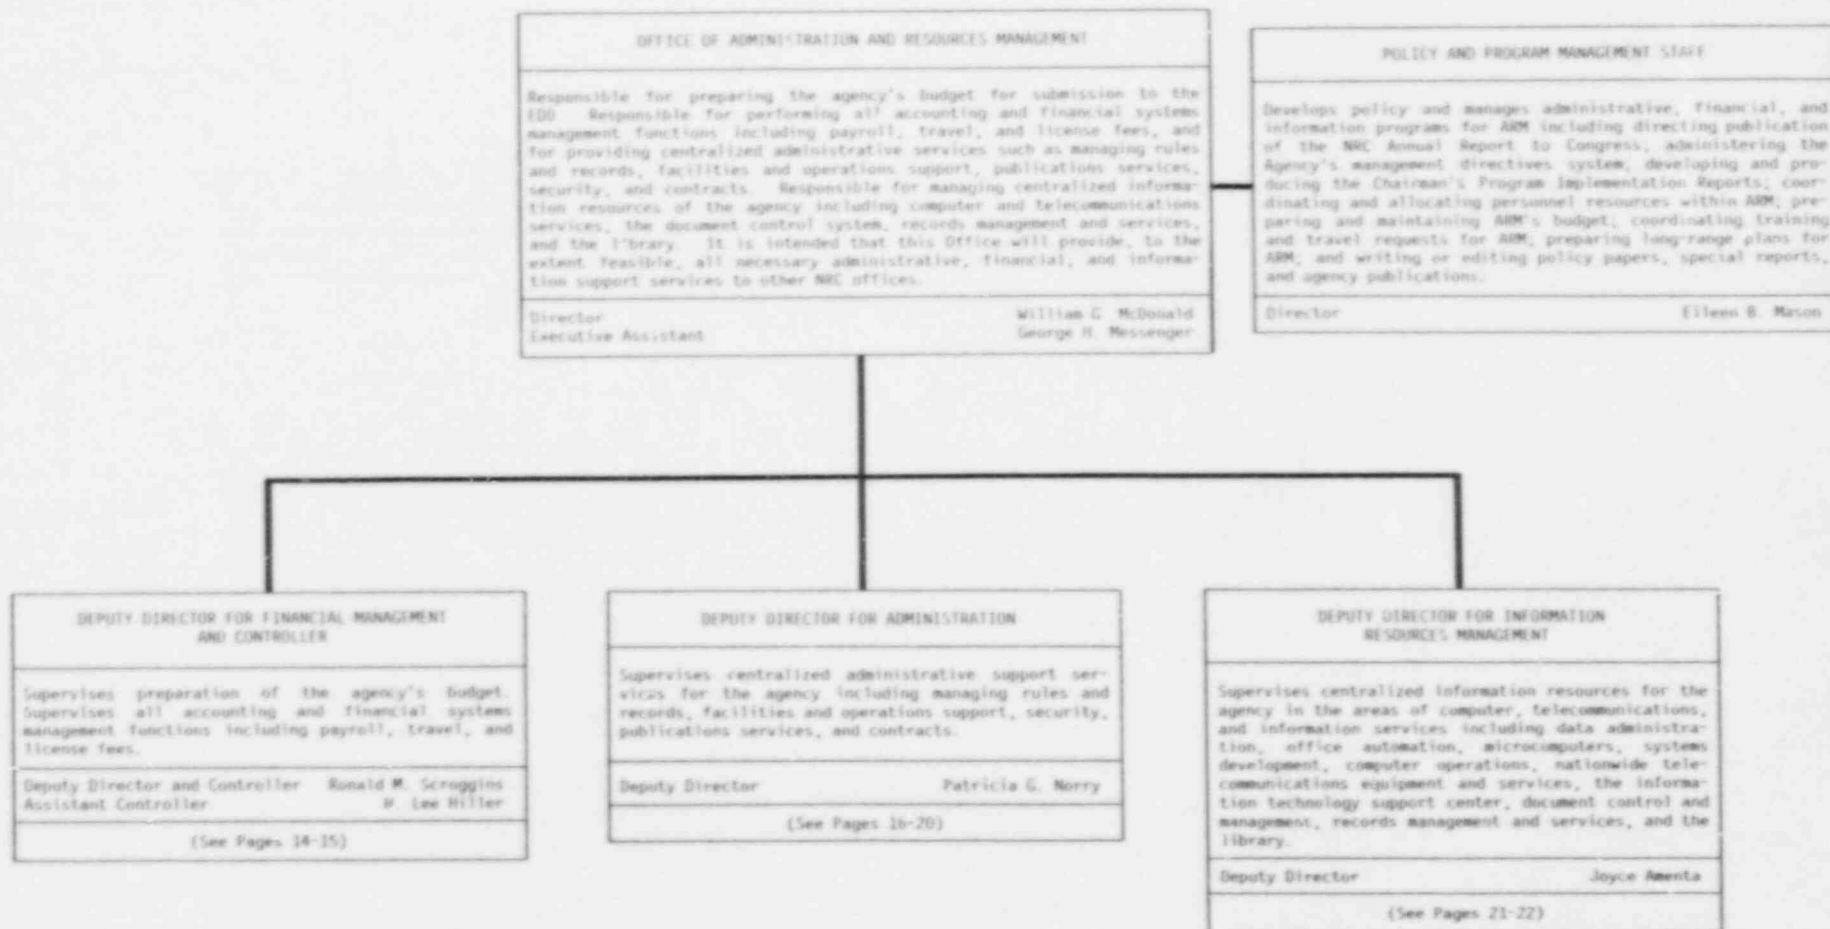 OFFICE OF ADMINISTRATION AND RESOURCES MANAGEMENT
Responsible for preparing the agency's budget for submission to the
EDO. Responsible for performing all accounting and financial systems
management functions including payroll, travel, and license fees, and
for providing centralized administrative services such as managing rules
and records, facilities and operations support, publications services,
security, and contracts. Responsible for managing centralized informa-
tion resources of the agency including computer and telecommunications
services, the document control system, records management and services,
and the library. It is intended that this Office will provide, to the
extent feasible, all necessary administrative, financial, and informa-
tion support services to other NRC offices.
Director William G. McDonald
Executive Assistant George H. Messenger
POLICY AND PROGRAM MANAGEMENT STAFF
Develops policy and manages administrative, financial, and
information programs for ARM including directing publication
of the NRC Annual Report to Congress; administering the
Agency's management directives system; developing and pro-
ducing the Chairman's Program Implementation Reports; coor-
dinating and allocating personnel resources within ARM; pre-
paring and maintaining ARM's budget; coordinating training
and travel requests for ARM; preparing long-range plans for
ARM; and writing or editing policy papers, special reports,
and agency publications.
Director Eileen B. Mason
DEPUTY DIRECTOR FOR FINANCIAL MANAGEMENT
AND CONTROLLER
Supervises preparation of the agency's budget.
Supervises all accounting and financial systems
management functions including payroll, travel, and
license fees.
Deputy Director and Controller Ronald M. Scroggins
Assistant Controller Lee Hiller
(See Pages 14-15)
DEPUTY DIRECTOR FOR ADMINISTRATION
Supervises centralized administrative support ser-
vices for the agency including managing rules and
records, facilities and operations support, security,
publications services, and contracts.
Deputy Director Patricia G. Norry
(See Pages 16-20)
DEPUTY DIRECTOR FOR INFORMATION
RESOURCES MANAGEMENT
Supervises centralized information resources for the
agency in the areas of computer, telecommunications,
and information services including data administra-
tion, office automation, microcomputers, systems
development, computer operations, nationwide tele-
communications equipment and services, the informa-
tion technology support center, document control and
management, records management and services, and the
library.
Deputy Director Joyce Amenta
(See Pages 21-22)